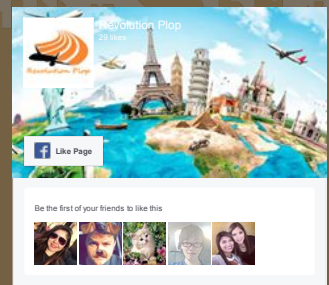 Revolution Plop
29 likes
Revolution Plop
Like Page
Be the first of your friends to like this